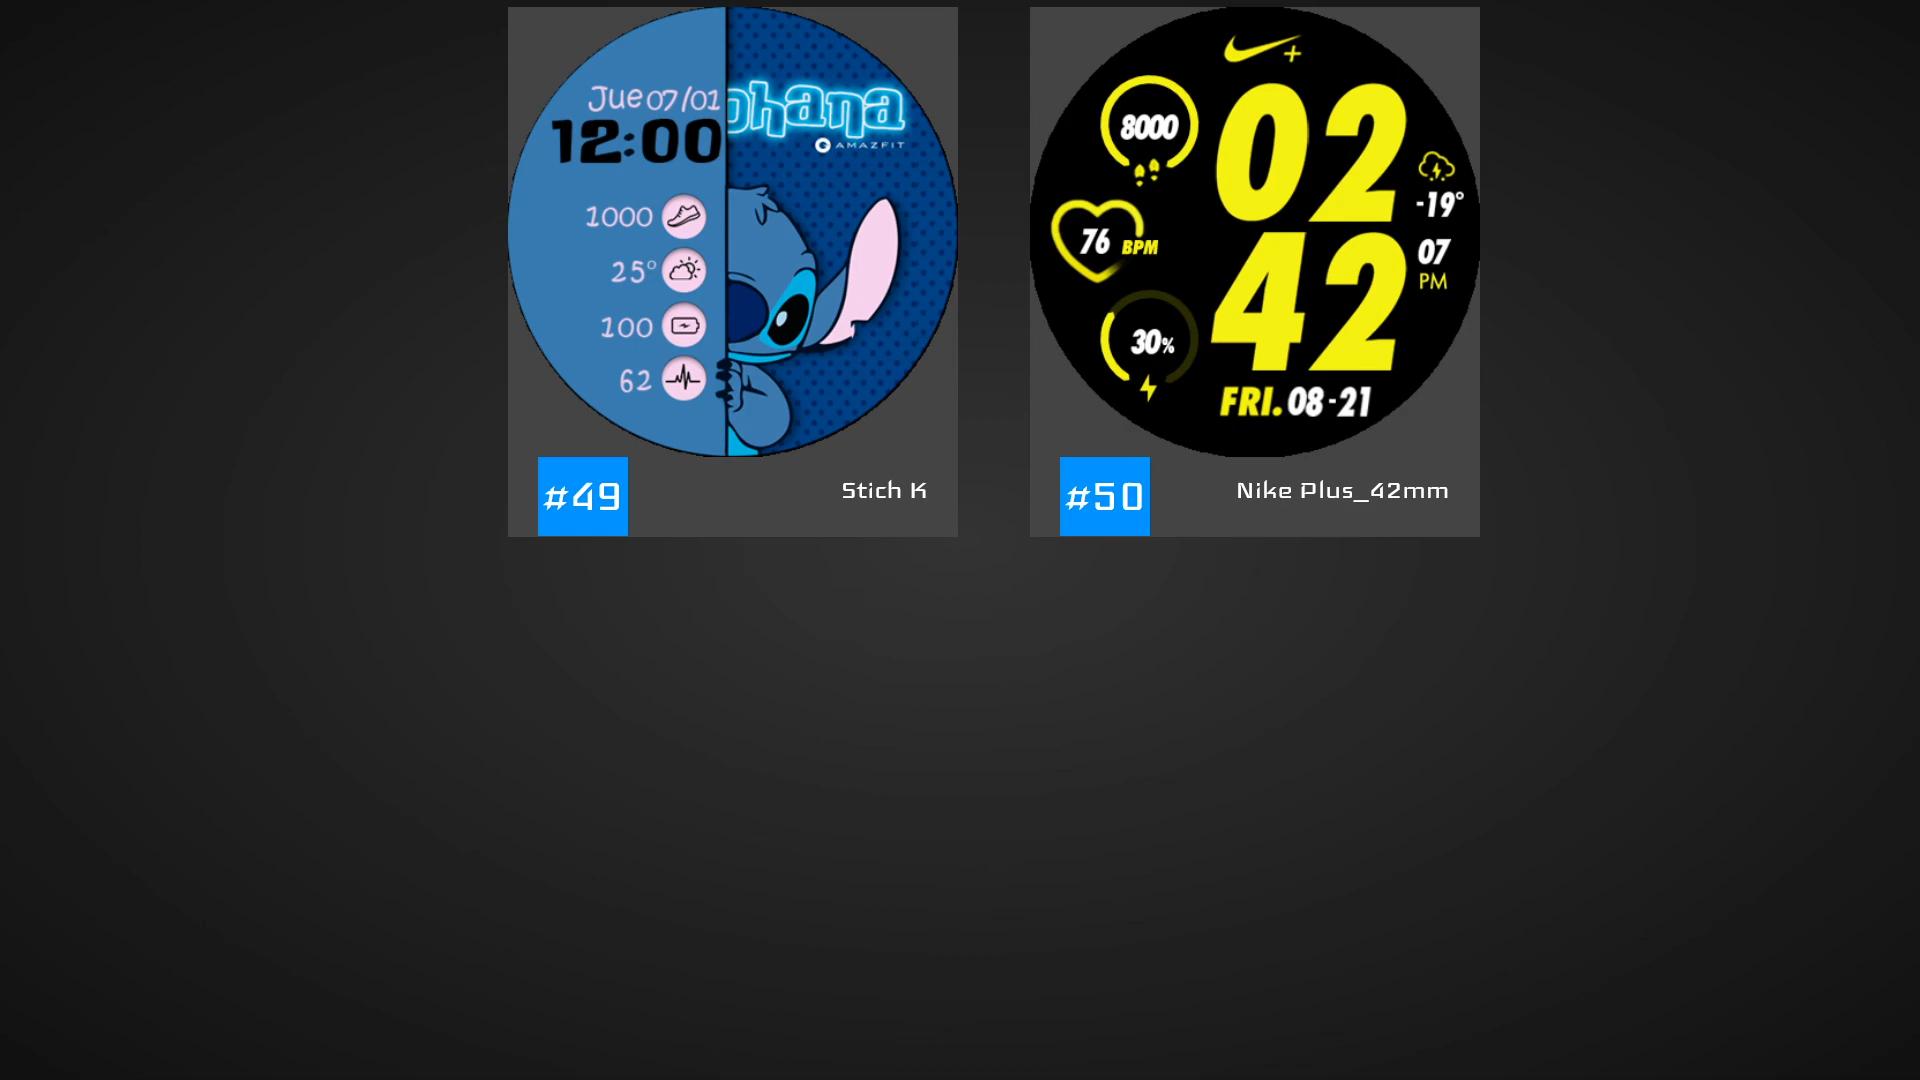 Jue 07/01
12:00
1000
25°
100
62
ohana
AMAZFIT
#49
Stich K
8000
02
-19°
76 BPM
07
PM
42
30%
FRI. 08-21
#50
Nike Plus_42mm